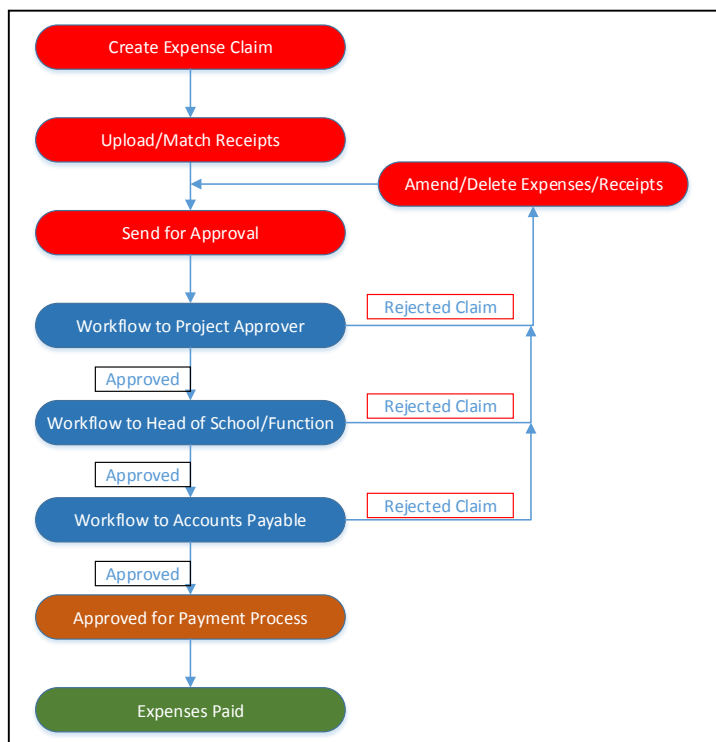 Create Expense Claim
Upload/Match Receipts
Amend/Delete Expenses/Receipts
Send for Approval
Workflow to Project Approver
Rejected Claim
Approved
Workflow to Head of School/Function
Rejected Claim
Approved
Workflow to Accounts Payable
Rejected Claim
Approved
Approved for Payment Process
Expenses Paid